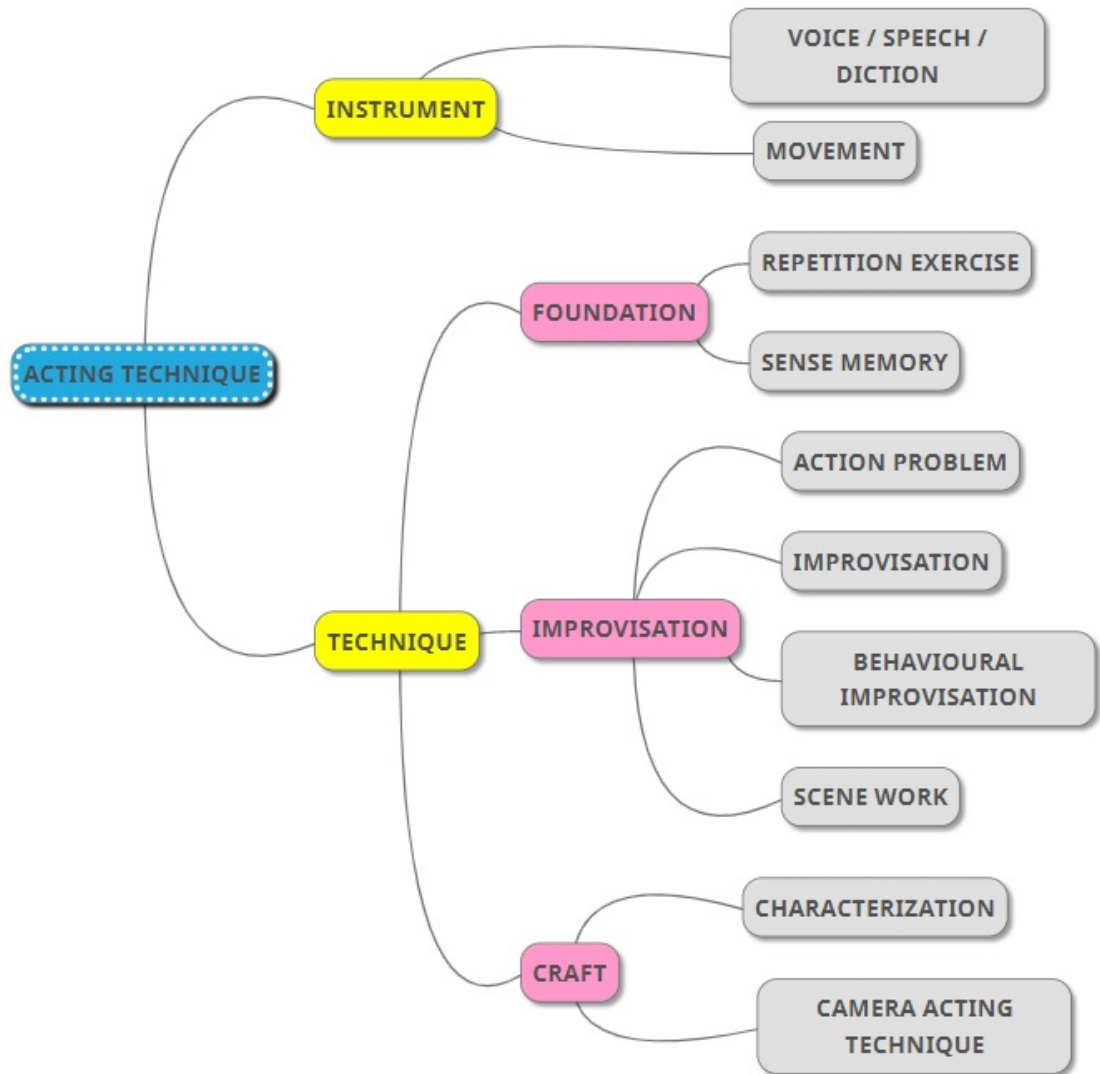 VOICE / SPEECH /
DICTION
INSTRUMENT
MOVEMENT
REPETITION EXERCISE
FOUNDATION
SENSE MEMORY
ACTING TECHNIQUE
ACTION PROBLEM
IMPROVISATION
TECHNIQUE
IMPROVISATION
BEHAVIOURAL
IMPROVISATION
SCENE WORK
CHARACTERIZATION
CRAFT
CAMERA ACTING
TECHNIQUE